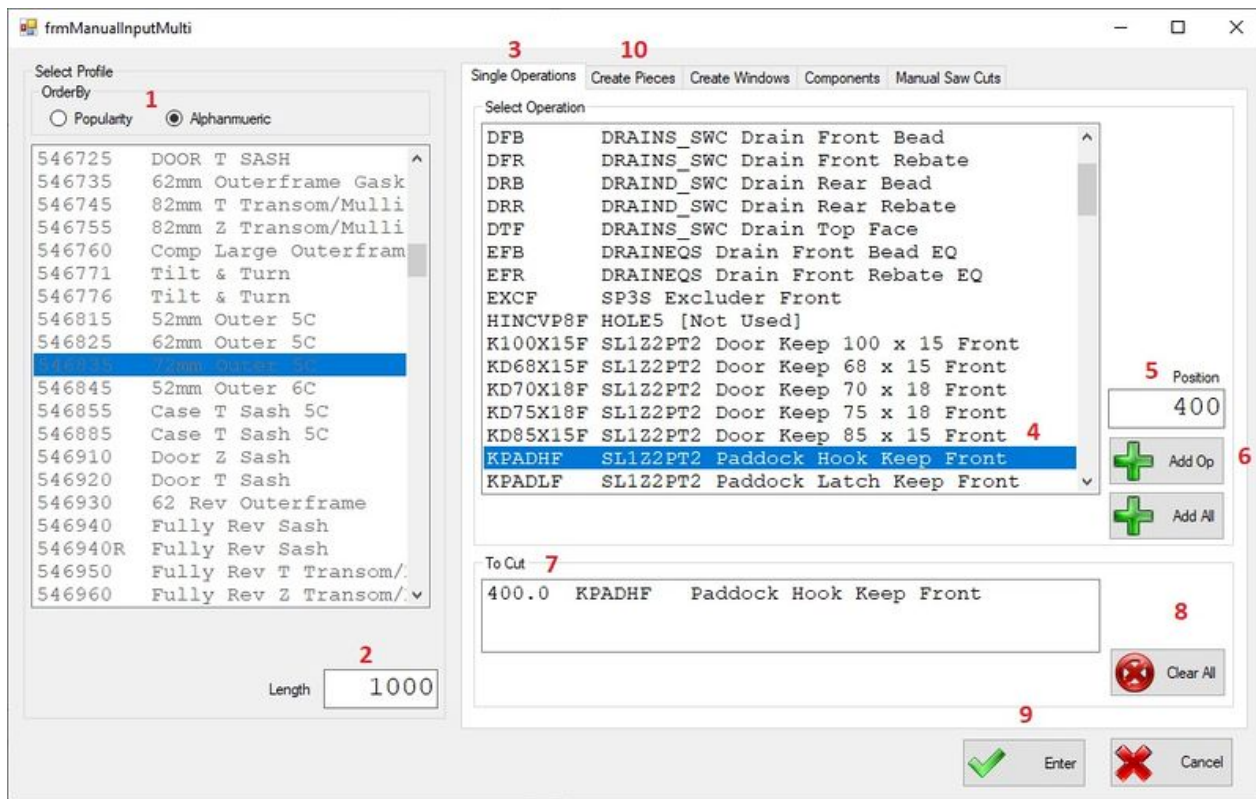 frmManualInputMulti
Select Profile
OrderBy
1
Popularity
Alphanmueric
546725 DOOR T SASH
546735 62mm Outerframe Gask
546745 82mm T Transom/Mulli
546755 82mm Z Transom/Mulli
546760 Comp Large Outerfram
546771 Tilt & Turn
546776 Tilt & Turn
546815 52mm Outer 5C
546825 62mm Outer 5C
546835 72mm Outer 5C
546845 52mm Outer 6C
546855 Case T Sash 5C
546885 Case T Sash 5C
546910 Door Z Sash
546920 Door T Sash
546930 62 Rev Outerframe
546940 Fully Rev Sash
546940R Fully Rev Sash
546950 Fully Rev T Transom/
546960 Fully Rev Z Transom/
2
Length 1000
3
10
Single Operations Create Pieces Create Windows Components Manual Saw Cuts
Select Operation
DFB DRAINS_SWC Drain Front Bead
DFR DRAINS_SWC Drain Front Rebate
DRB DRAIND_SWC Drain Rear Bead
DRR DRAIND_SWC Drain Rear Rebate
DTF DRAINS_SWC Drain Top Face
EFB DRAINEQS Drain Front Bead EQ
EFR DRAINEQS Drain Front Rebate EQ
EXCF SP3S Excluder Front
HINCVP8F HOLE5 [Not Used]
K100X15F SL1Z2PT2 Door Keep 100 x 15 Front
KD68X15F SL1Z2PT2 Door Keep 68 x 15 Front
KD70X18F SL1Z2PT2 Door Keep 70 x 18 Front
KD75X18F SL1Z2PT2 Door Keep 75 x 18 Front
KD85X15F SL1Z2PT2 Door Keep 85 x 15 Front
4
KPADHF SL1Z2PT2 Paddock Hook Keep Front
KPADLF SL1Z2PT2 Paddock Latch Keep Front
5
Position
400
Add Op
6
Add All
To Cut 7
400.0 KPADHF Paddock Hook Keep Front
8
Clear All
9
Enter
Cancel